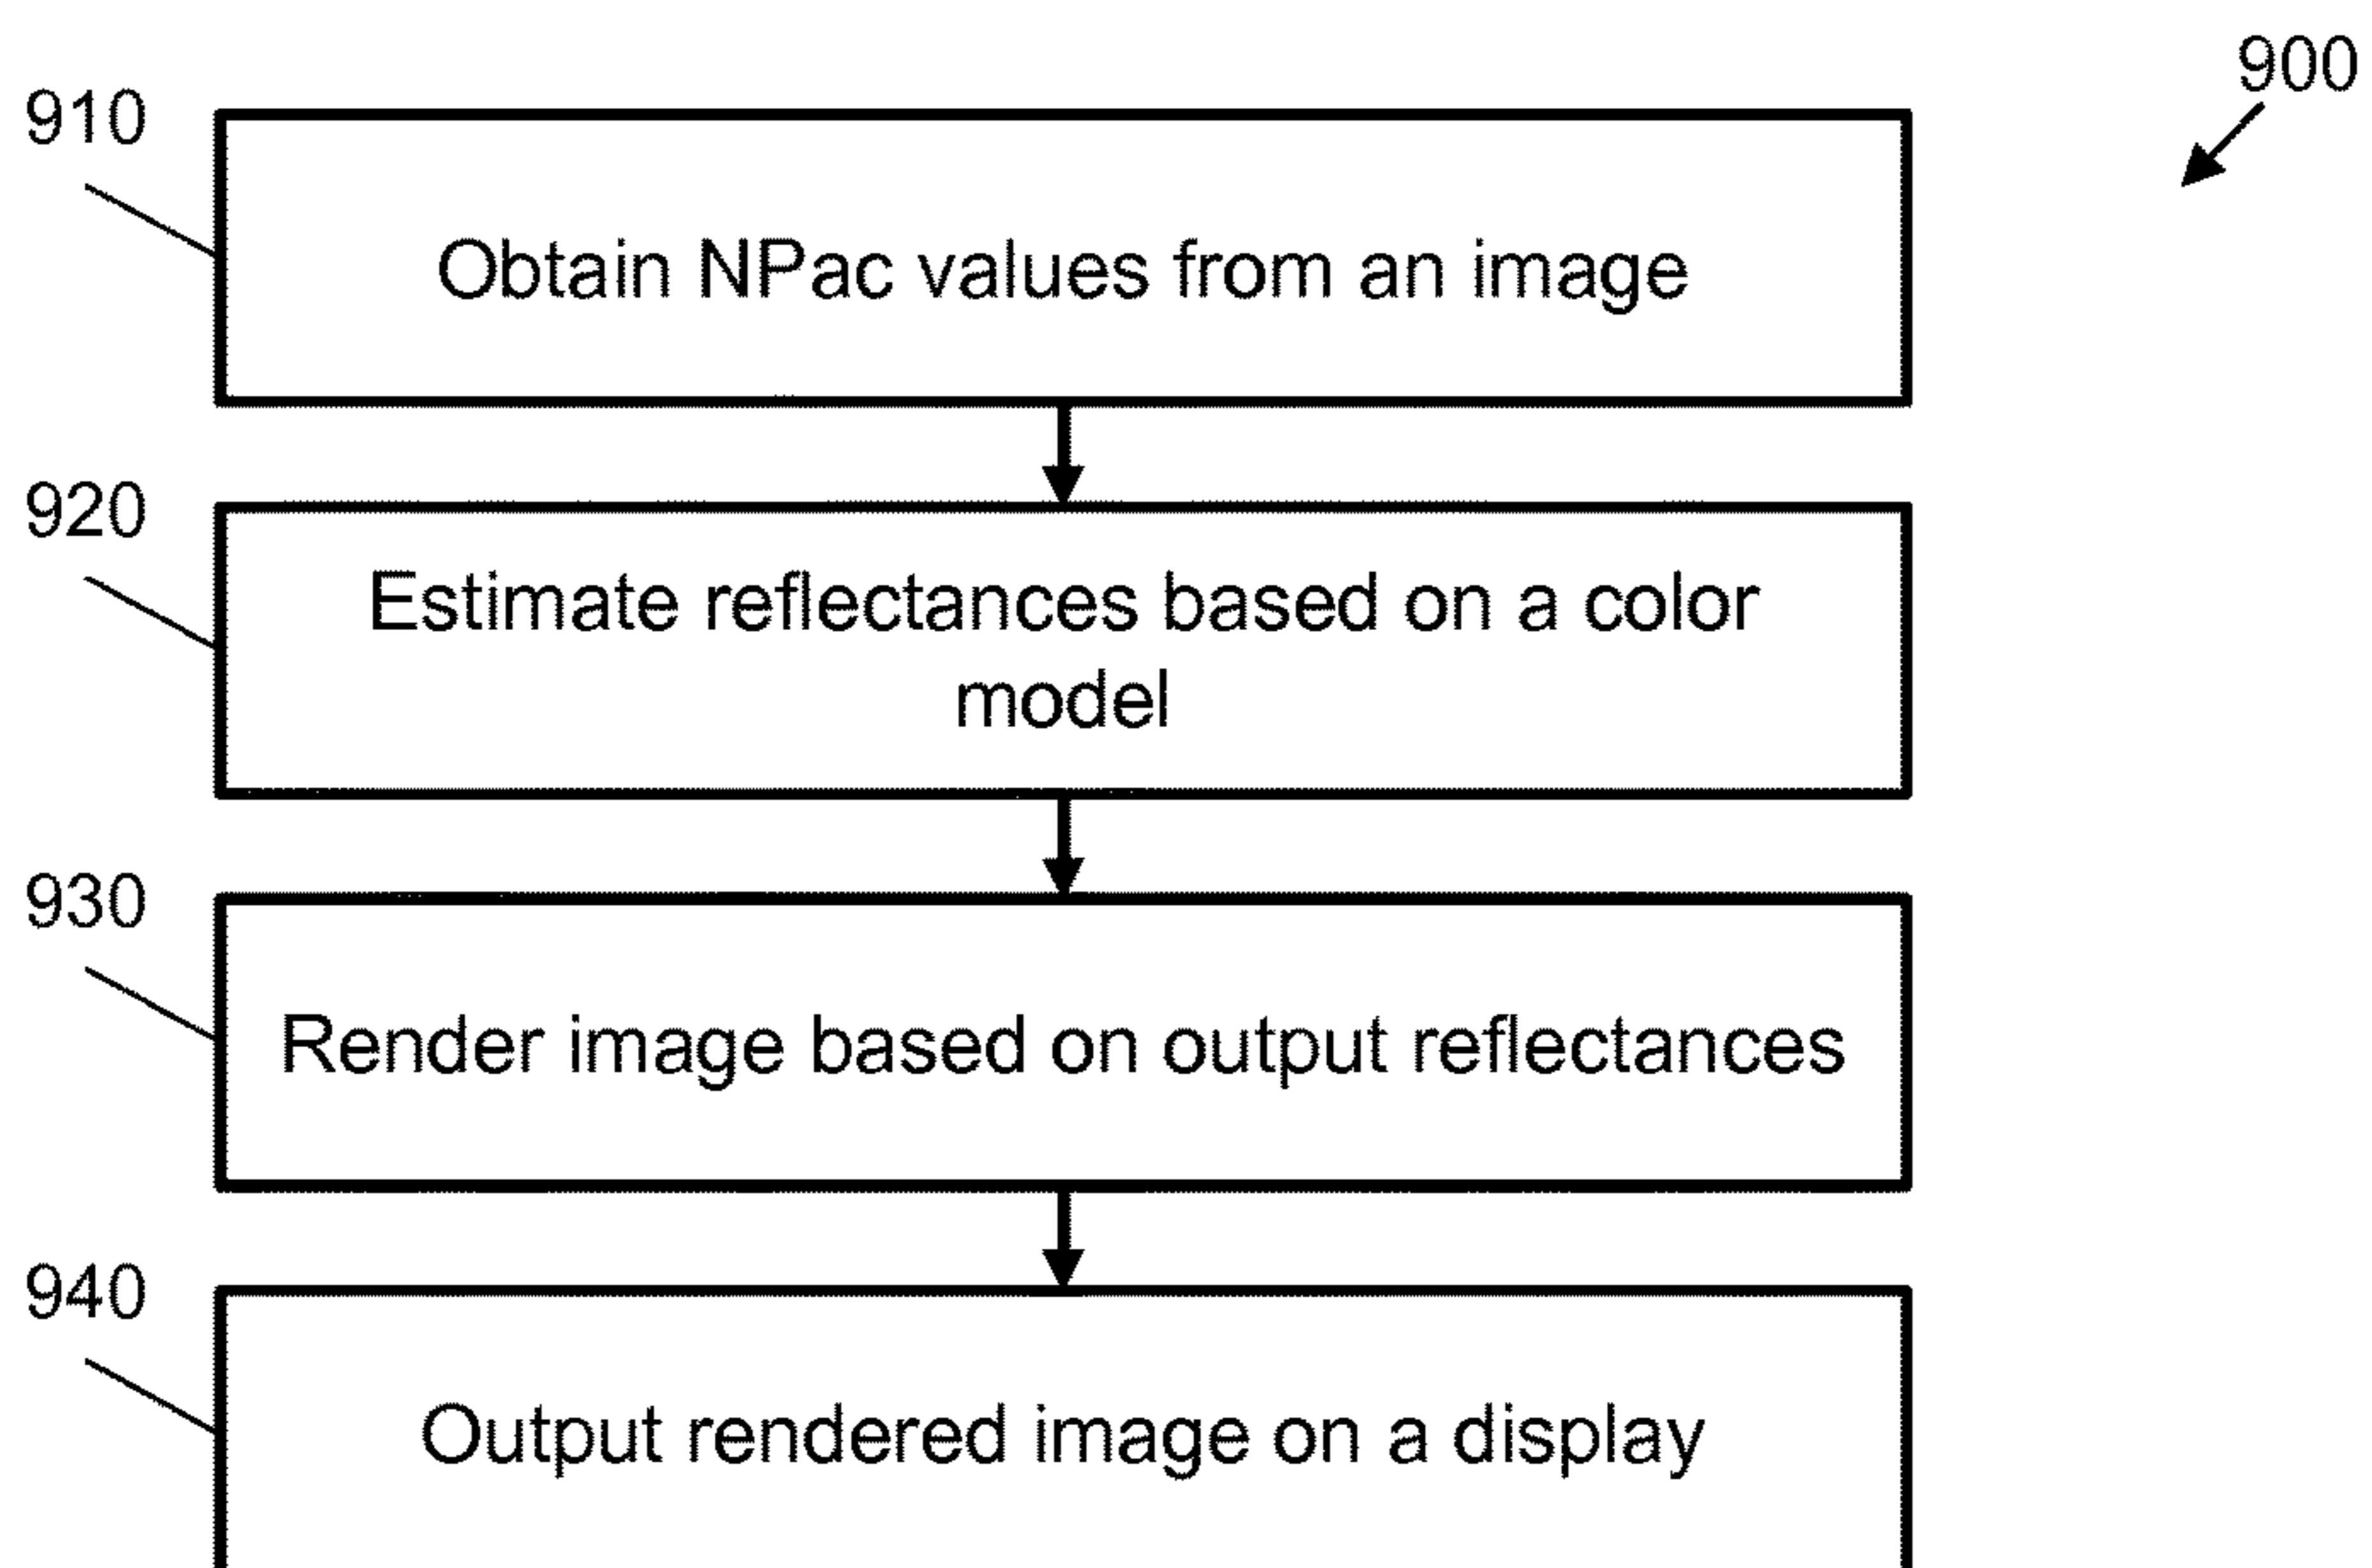 900
910
Obtain NPac values from an image
920
Estimate reflectances based on a color
model
930
Render image based on output reflectances
940
Output rendered image on a display